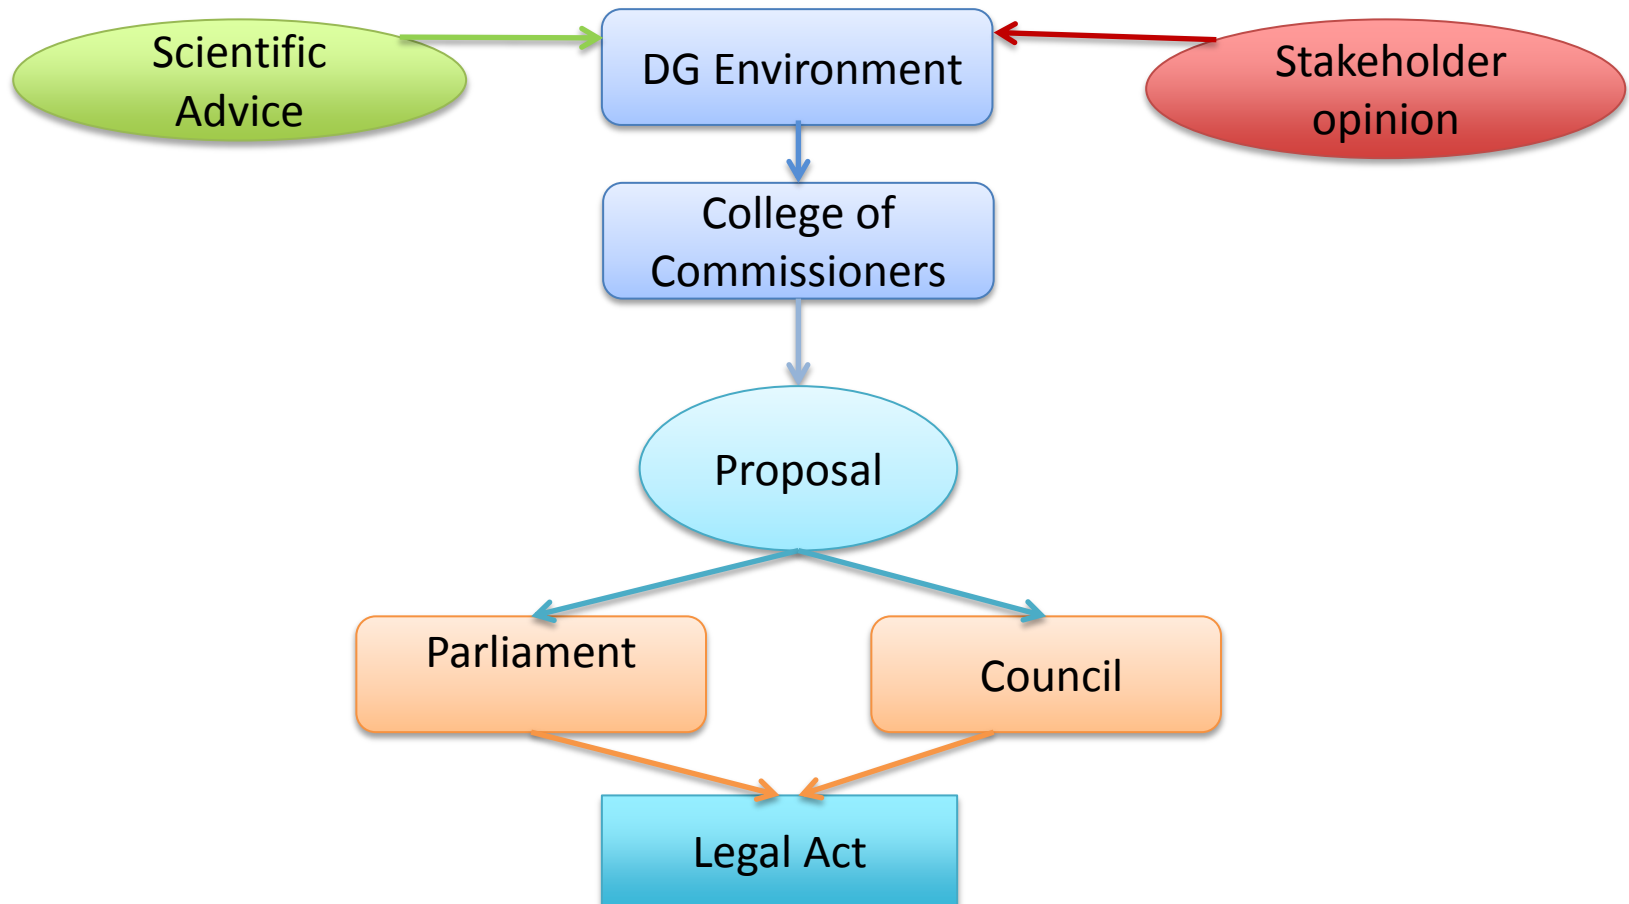 Scientific
Advice
DG Environment
Stakeholder
opinion
College of
Commissioners
Proposal
Parliament
Council
Legal Act